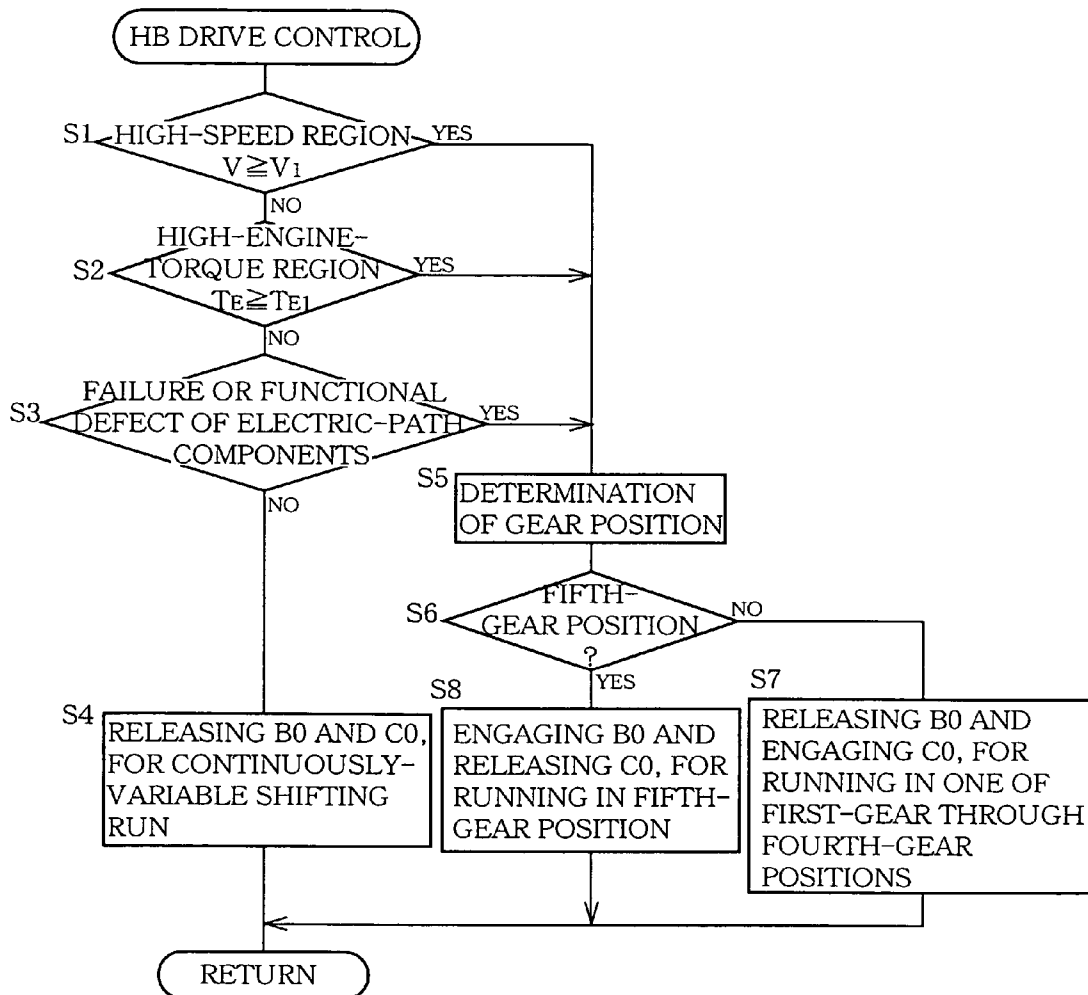 HB DRIVE CONTROL
S1
HIGH-SPEED REGION
V≧V1
YES
NO
S2
HIGH-ENGINE-
TORQUE REGION
TE≧TE1
YES
NO
S3
FAILURE OR FUNCTIONAL
DEFECT OF ELECTRIC-PATH
COMPONENTS
YES
NO
S5
DETERMINATION
OF GEAR POSITION
S6
FIFTH-
GEAR POSITION
?
NO
YES
S4
RELEASING B0 AND C0,
FOR CONTINUOUSLY-
VARIABLE SHIFTING
RUN
S8
ENGAGING B0 AND
RELEASING C0, FOR
RUNNING IN FIFTH-
GEAR POSITION
S7
RELEASING B0 AND
ENGAGING C0, FOR
RUNNING IN ONE OF
FIRST-GEAR THROUGH
FOURTH-GEAR
POSITIONS
RETURN